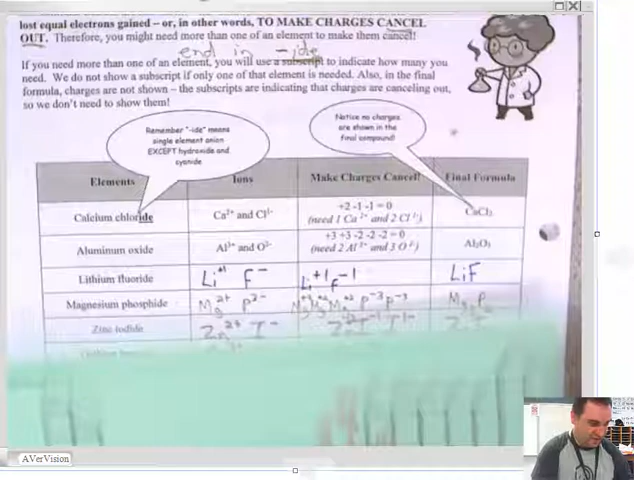 lost equal electrons gained – or, in other words, TO MAKE CHARGES CANCEL
OUT. Therefore, you might need more than one of an element to make them cancel!
end in -ide
If you need more than one of an element, you will use a subscript to indicate how many you
need. We do not show a subscript if only one of that element is needed. Also, in the final
formula, charges are not shown – the subscripts are indicating that charges are canceling out,
so we don't need to show them!
Remember "-ide" means
single element anion
EXCEPT hydroxide and
cyanide
Notice no charges
are shown in the
final compound!
Elements Ions Make Charges Cancel! Final Formula
Calcium chloride Ca²⁺ and Cl¹⁻ +2 -1 -1 = 0 CaCl₂
(need 1 Ca²⁺ and 2 Cl¹⁻)
Aluminum oxide Al³⁺ and O²⁻ +3 +3 -2 -2 -2 = 0 Al₂O₃
(need 2 Al³⁺ and 3 O²⁻)
Lithium fluoride Li⁺¹ F⁻ Li⁺¹F⁻¹ LiF
Magnesium phosphide Mg²⁺
Zinc iodide Zn²⁺ I⁻
AVerVision